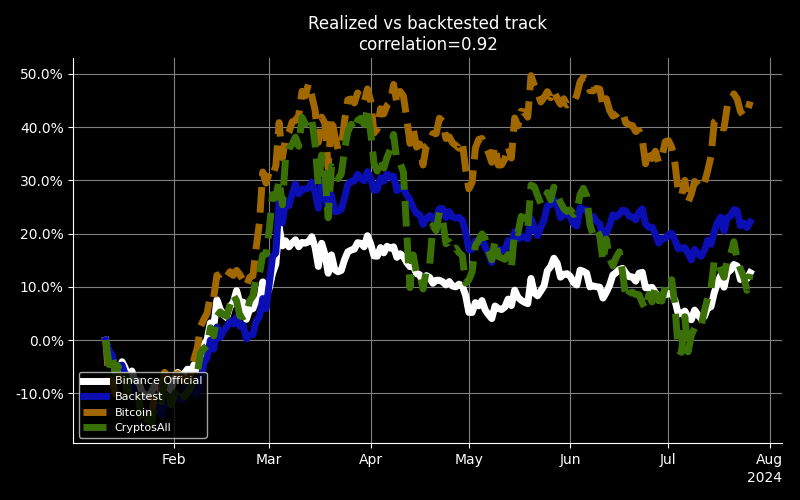 Realized vs backtested track
correlation=0.92
50.0%
40.0%
30.0%
20.0%
10.0%
0.0%
-10.0%
Binance Official
Backtest
Bitcoin
CryptosAll
Feb Mar Apr May Jun Jul Aug
2024